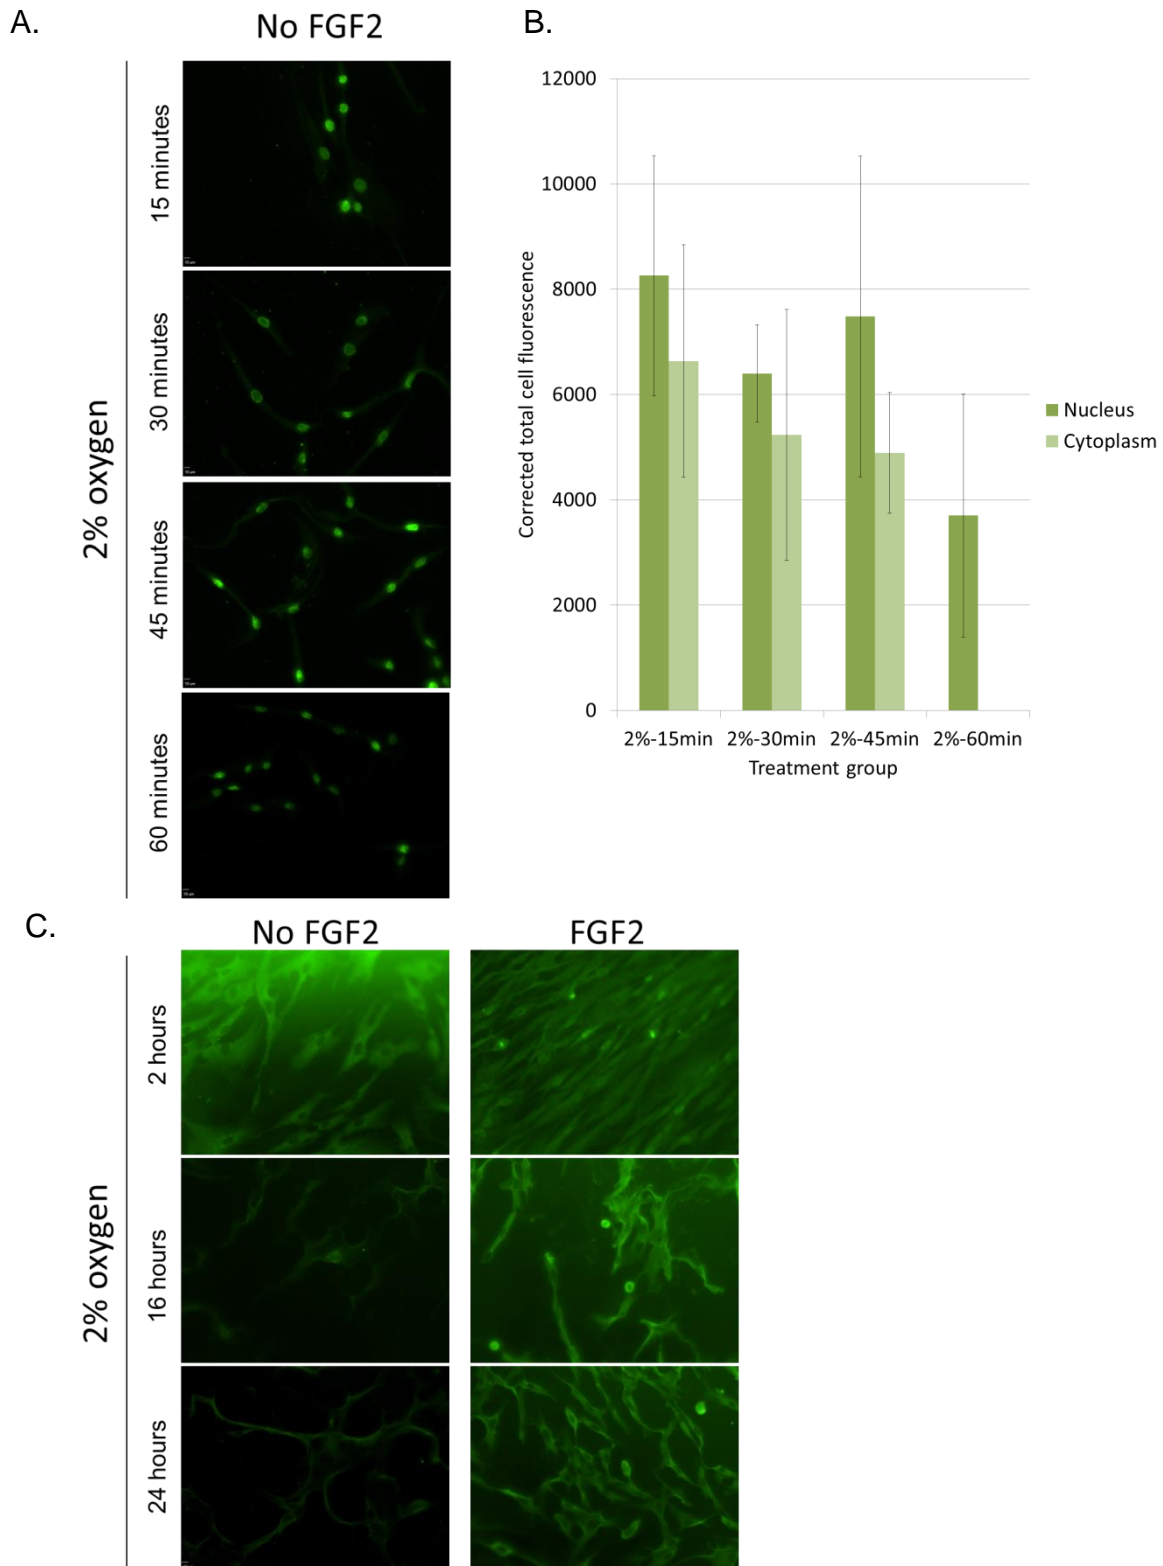 A.
No FGF2
2% oxygen
15 minutes
30 minutes
45 minutes
60 minutes
B.
12000
10000
8000
6000
4000
2000
0
Corrected total cell fluorescence
2%-15min 2%-30min 2%-45min 2%-60min
Treatment group
Nucleus
Cytoplasm
C.
No FGF2
FGF2
2% oxygen
2 hours
16 hours
24 hours